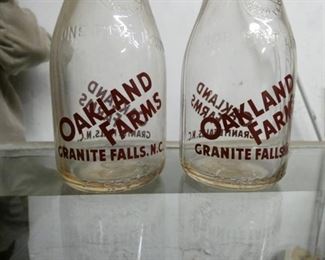 OAKLAND
FARMS
GRANITE FALLS, N.C.
OAKLAND
FARMS
GRANITE FALLS